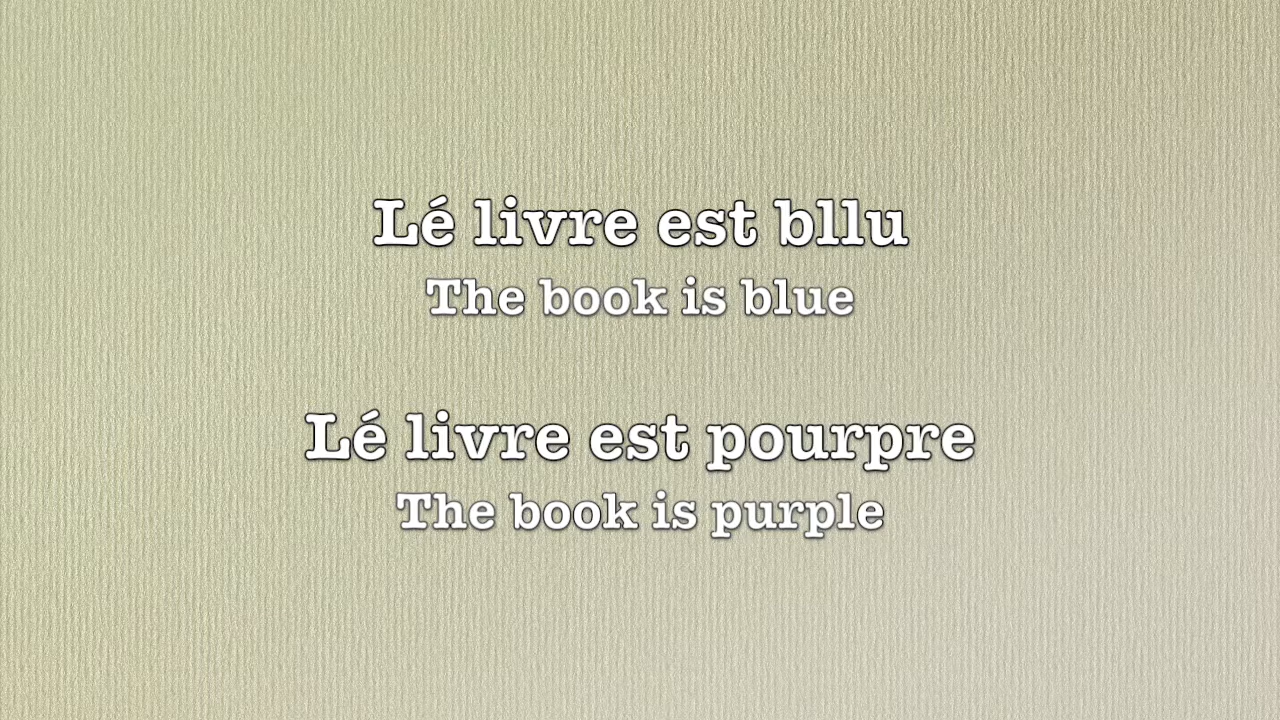 Lé livre est bllu
The book is blue
Lé livre est pourpre
The book is purple